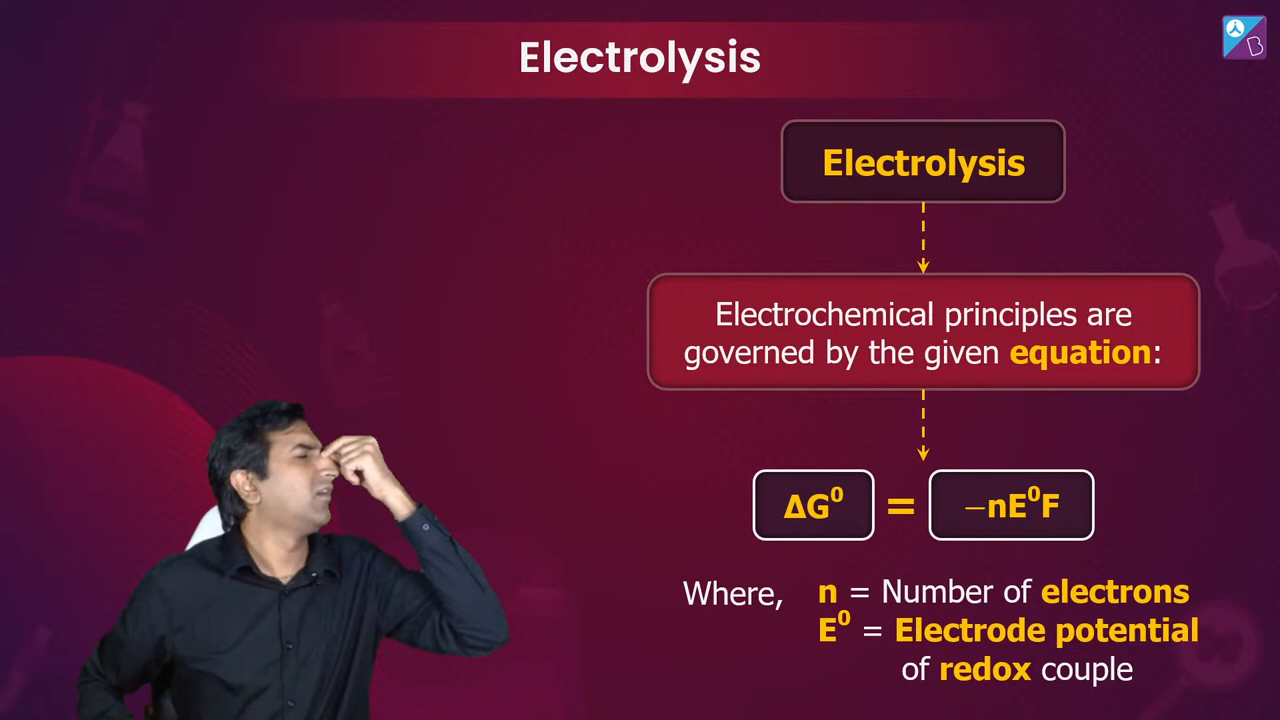 Electrolysis
B
Electrolysis
Electrochemical principles are
governed by the given equation:
ΔG⁰ = −nE⁰F
Where, n = Number of electrons
E⁰ = Electrode potential
of redox couple